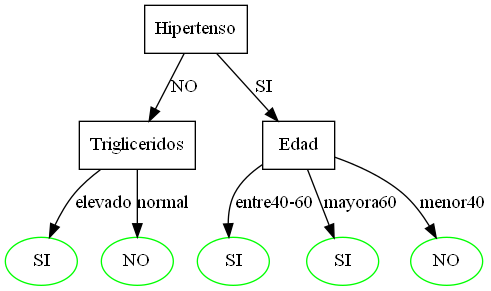 Hipertenso
NO
SI
Trigliceridos
Edad
elevado
normal
entre40-60
mayora60
menor40
SI
NO
SI
SI
NO